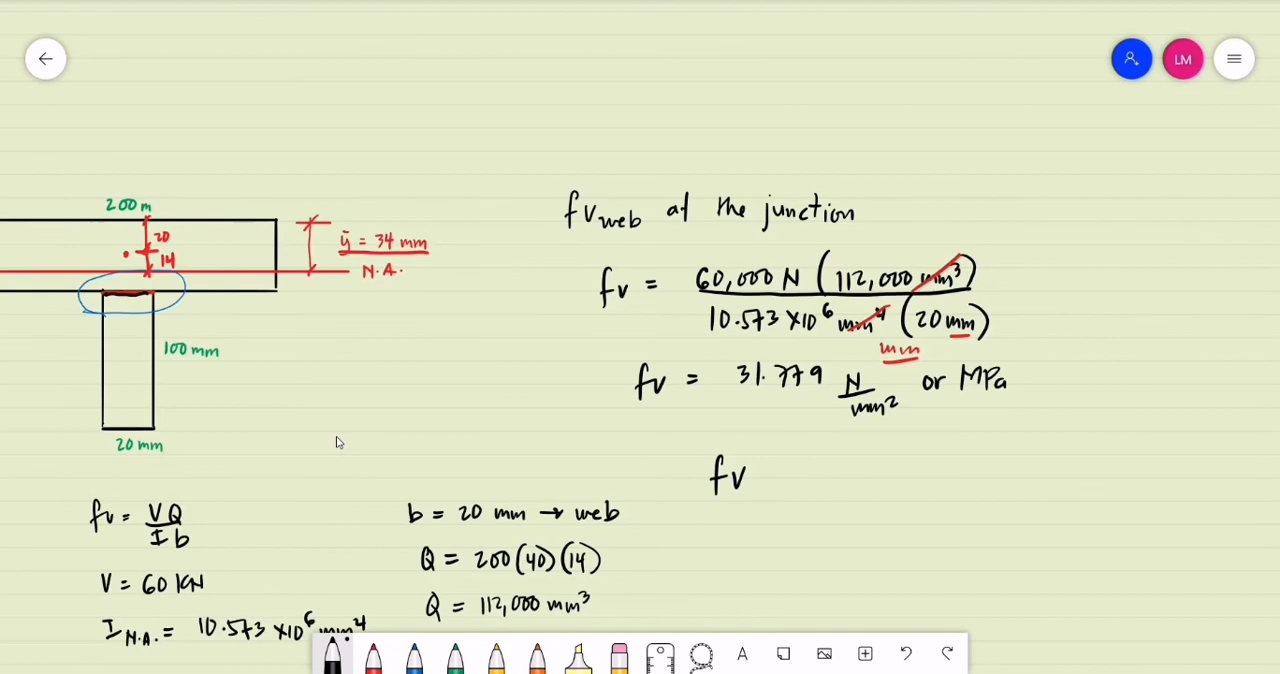 LM
200 m
20
14
ȳ = 34 mm
N.A.
100 mm
20 mm
fv = VQ / Ib
V = 60 KN
I N.A. = 10.573 x10⁶ mm⁴
b = 20 mm → web
Q = 200(40)(14)
Q = 112,000 mm³
fv web at the junction
fv = 60,000 N (112,000 mm³)
10.573 x10⁶ mm⁴ (20 mm)
mm
fv = 31.779 N/mm² or MPa
fv
A